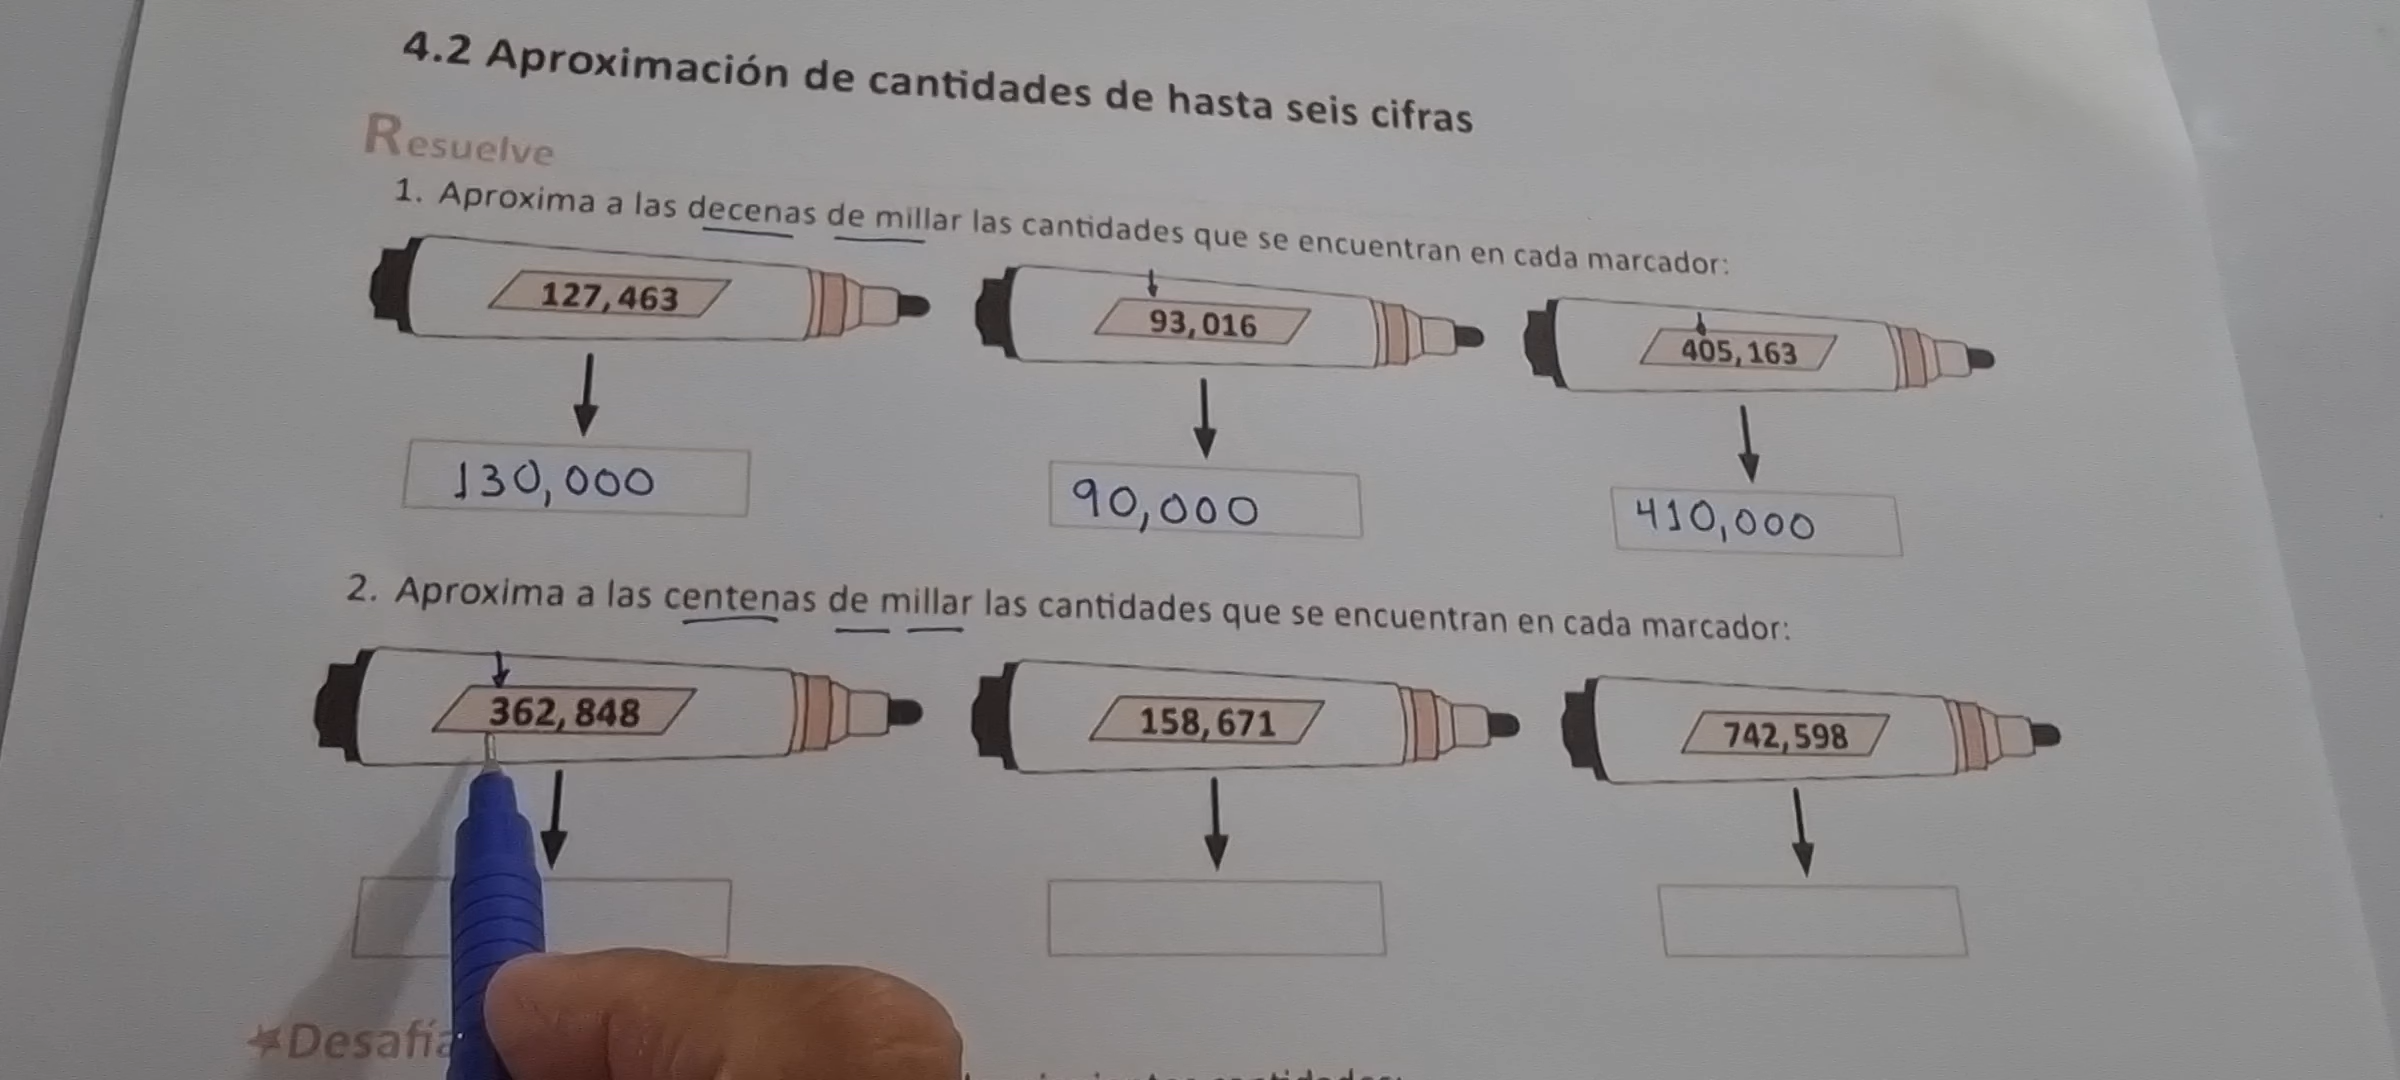 4.2 Aproximación de cantidades de hasta seis cifras
Resuelve
1. Aproxima a las decenas de millar las cantidades que se encuentran en cada marcador:
127,463 93,016 405,163
130,000 90,000 410,000
2. Aproxima a las centenas de millar las cantidades que se encuentran en cada marcador:
362,848 158,671 742,598